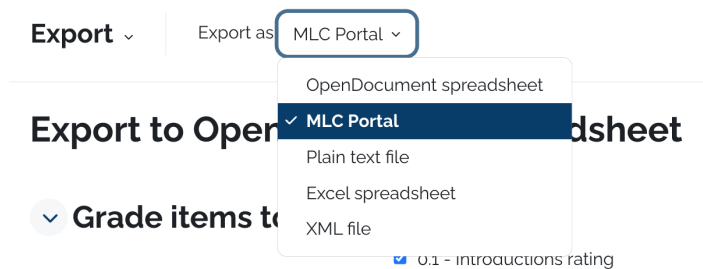 Export
Export as
MLC Portal
OpenDocument spreadsheet
MLC Portal
Plain text file
Excel spreadsheet
XML file
Export to Open dsheet
Grade items to
0.1 - Introductions rating